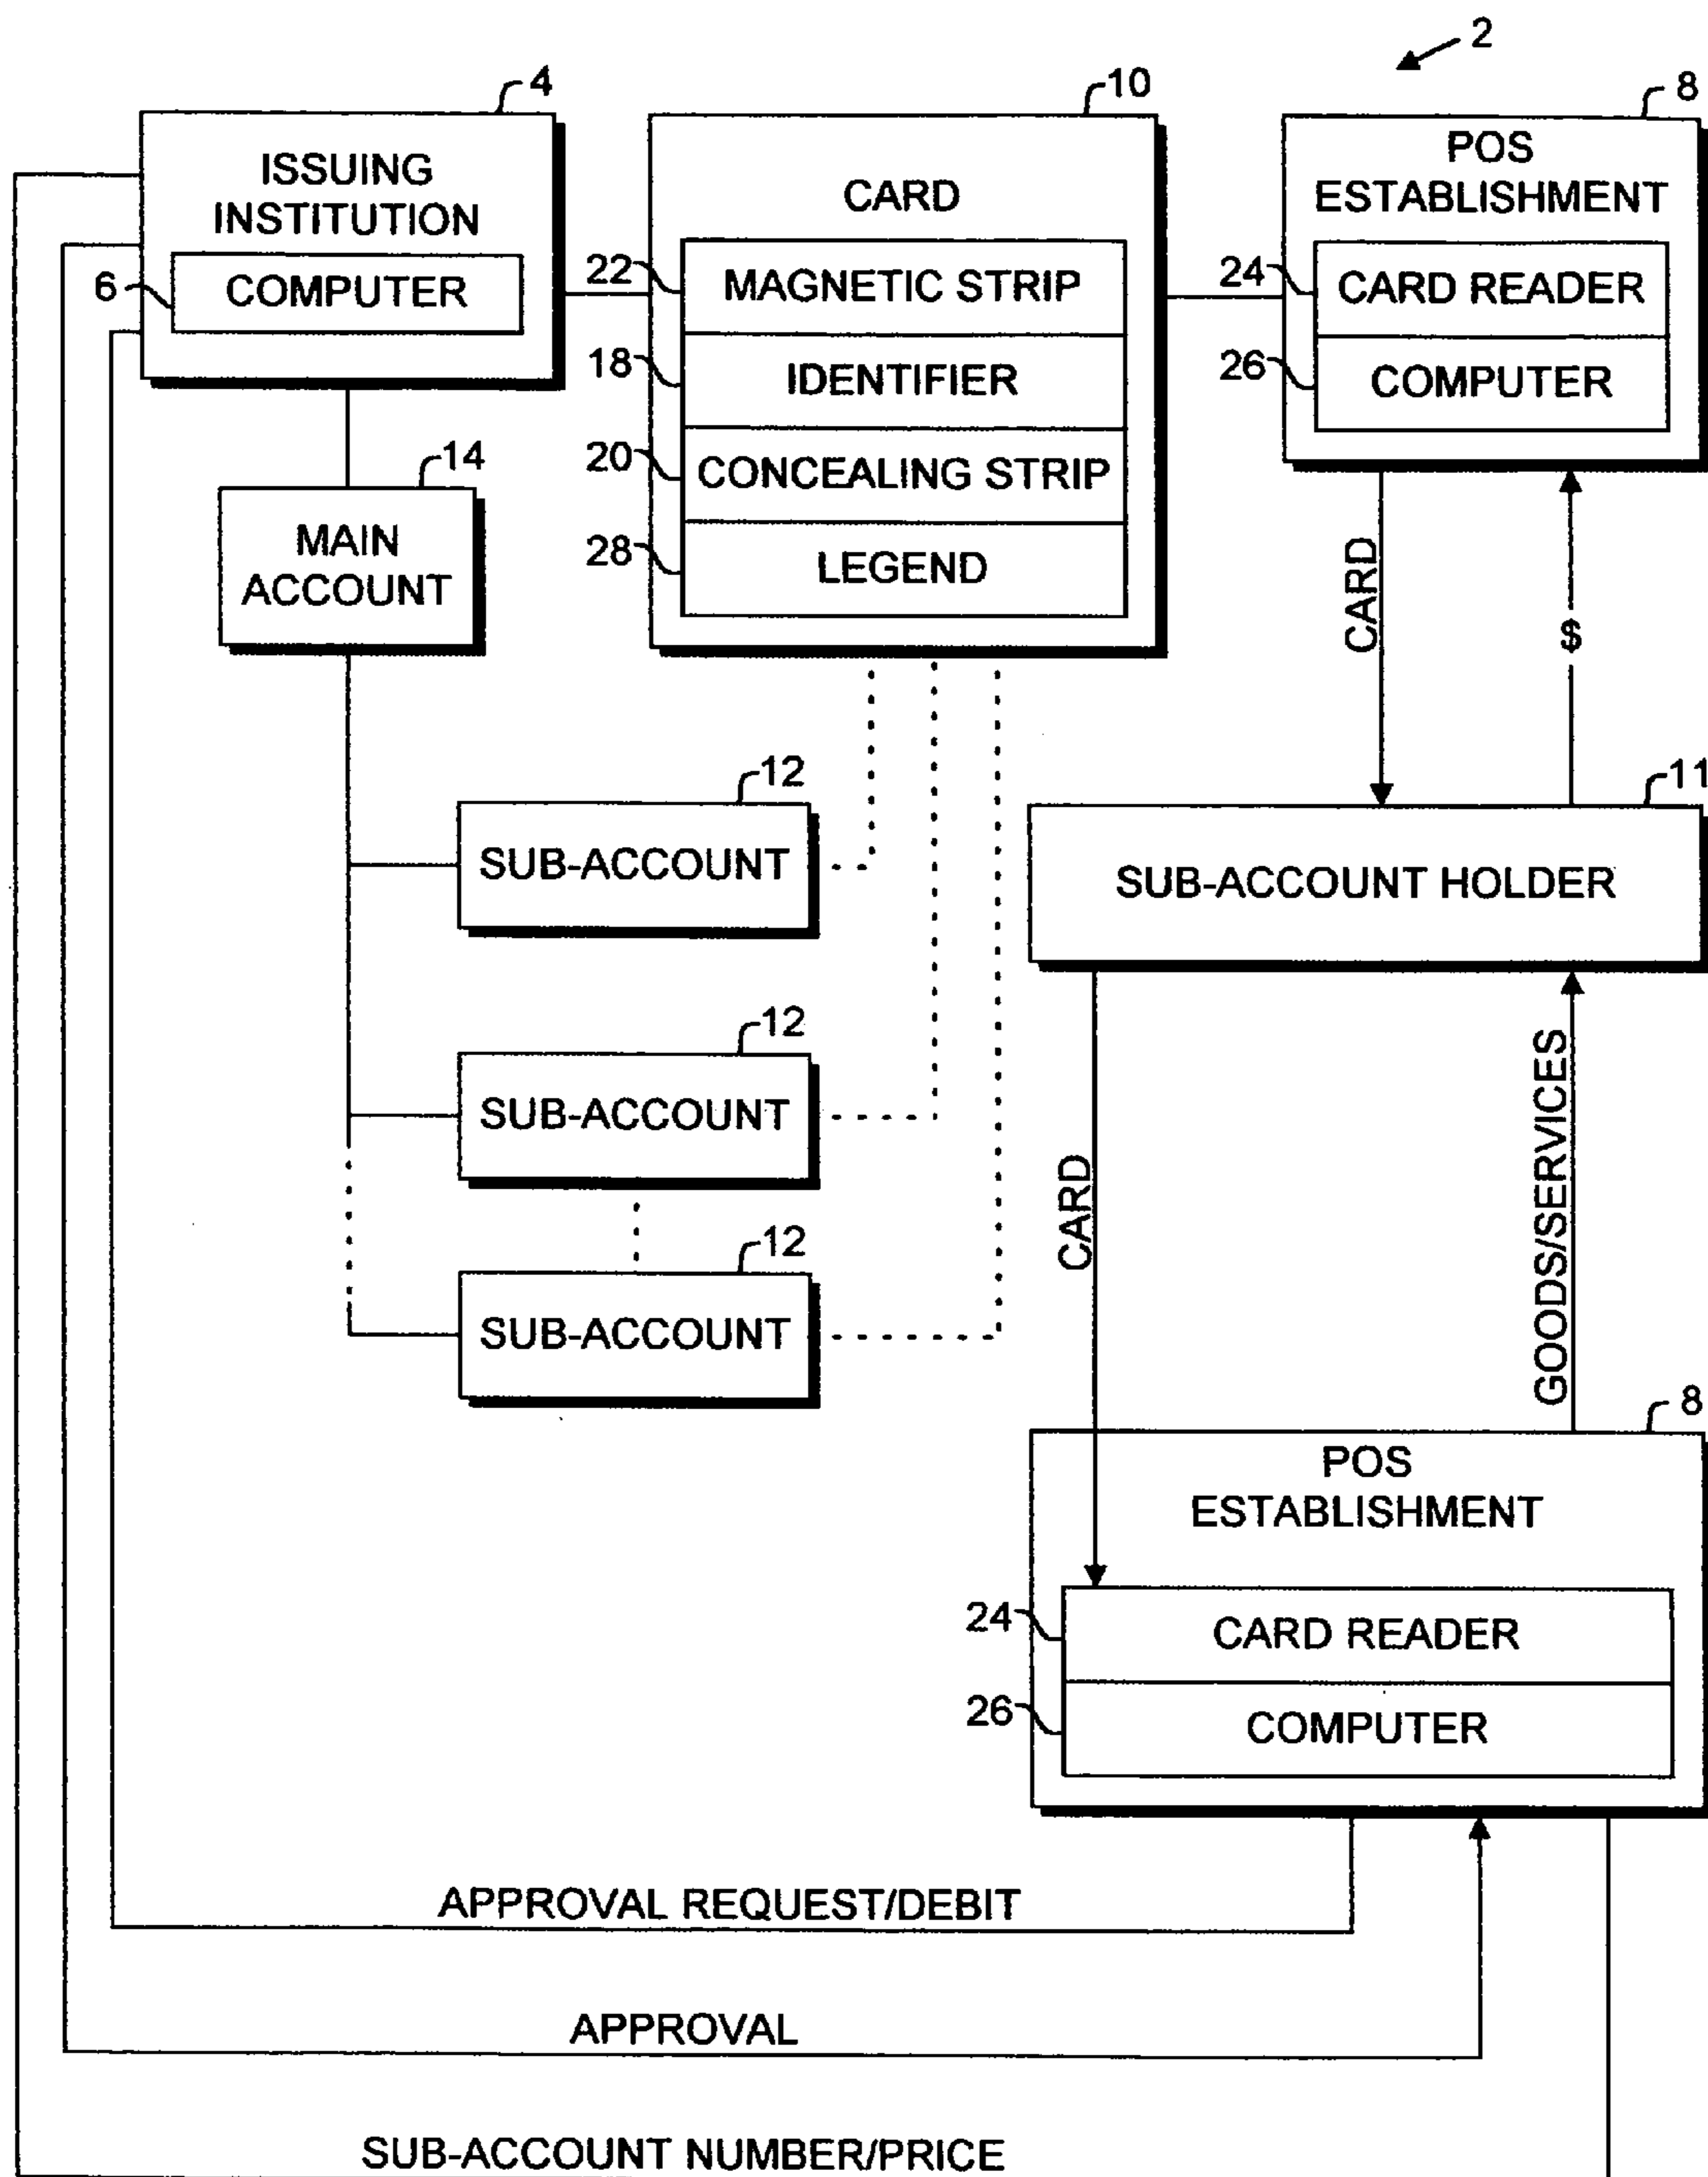 2
4
ISSUING
INSTITUTION
6
COMPUTER
10
CARD
22
MAGNETIC STRIP
18
IDENTIFIER
20
CONCEALING STRIP
28
LEGEND
8
POS
ESTABLISHMENT
24
CARD READER
26
COMPUTER
14
MAIN
ACCOUNT
CARD
$
12
SUB-ACCOUNT
12
SUB-ACCOUNT
12
SUB-ACCOUNT
11
SUB-ACCOUNT HOLDER
CARD
GOODS/SERVICES
8
POS
ESTABLISHMENT
24
CARD READER
26
COMPUTER
APPROVAL REQUEST/DEBIT
APPROVAL
SUB-ACCOUNT NUMBER/PRICE